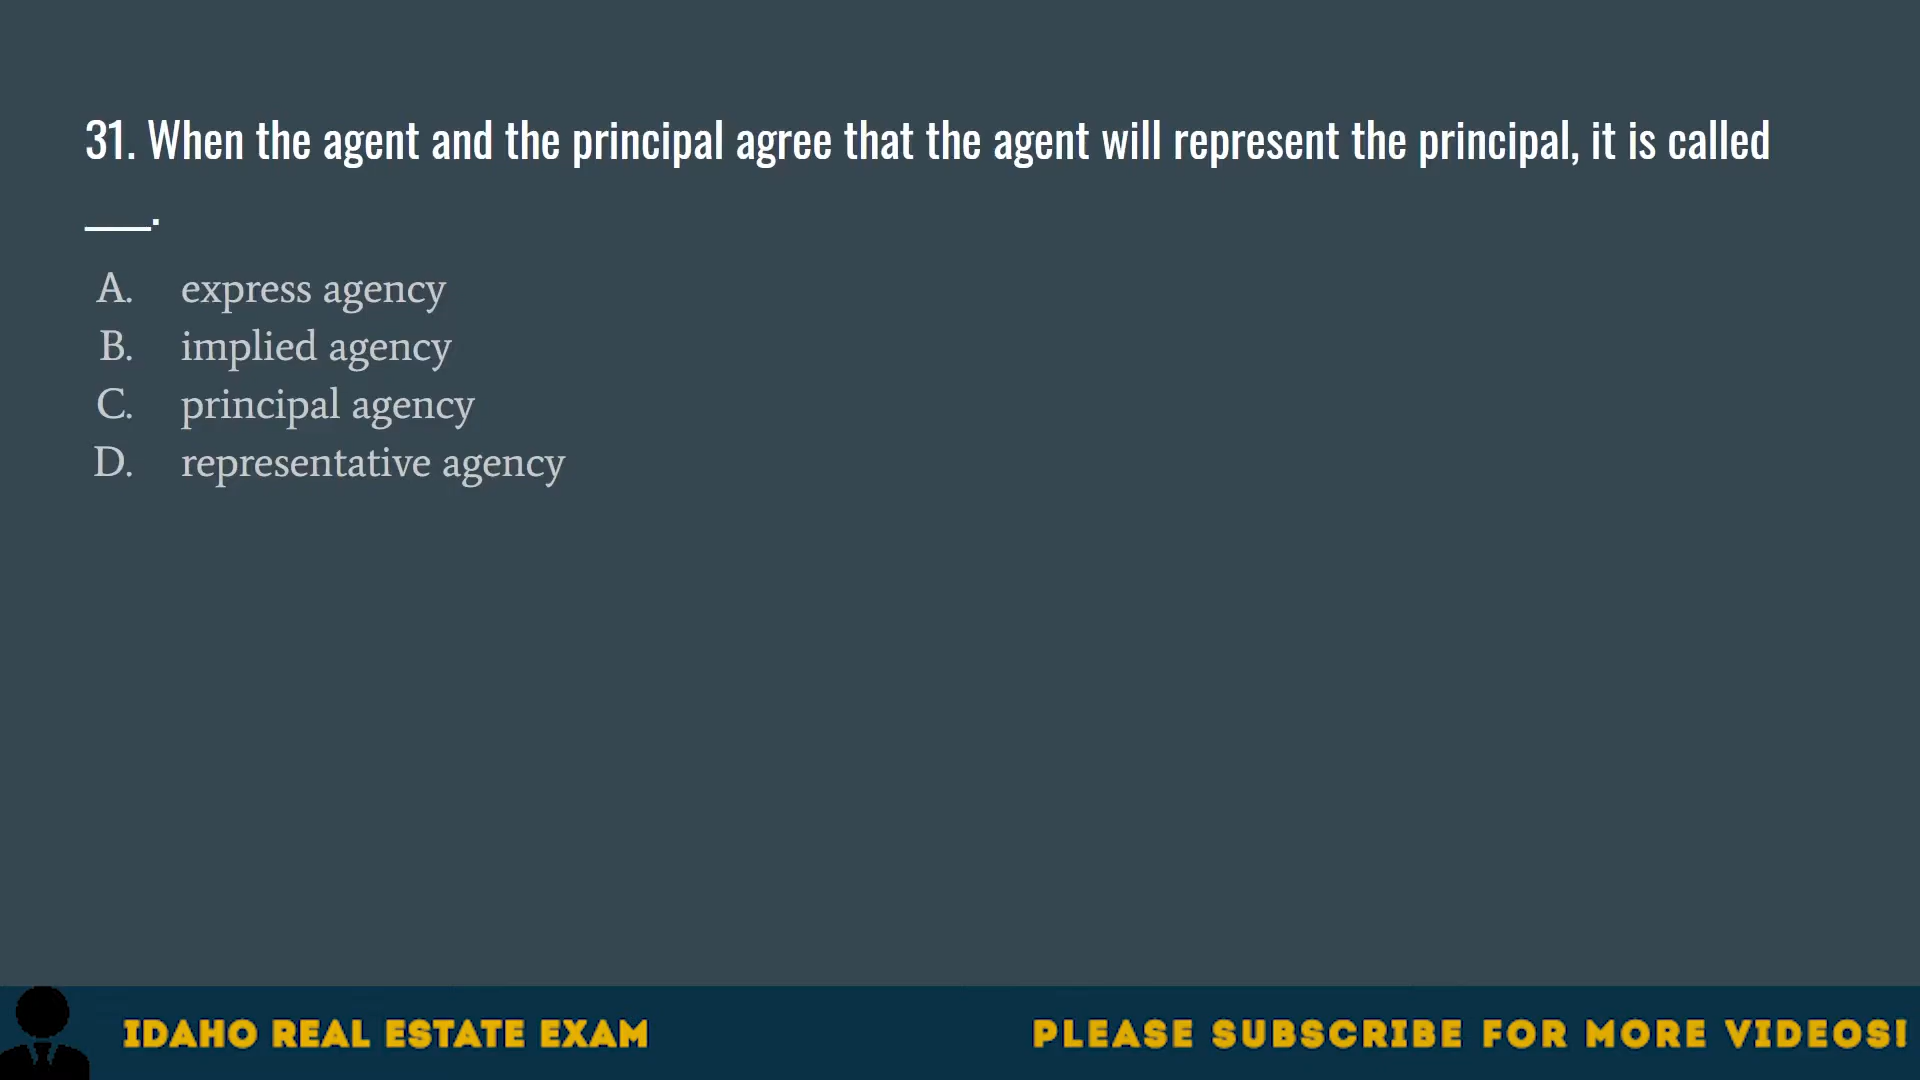 31. When the agent and the principal agree that the agent will represent the principal, it is called
___.
A. express agency
B. implied agency
C. principal agency
D. representative agency
IDAHO REAL ESTATE EXAM
PLEASE SUBSCRIBE FOR MORE VIDEOS!